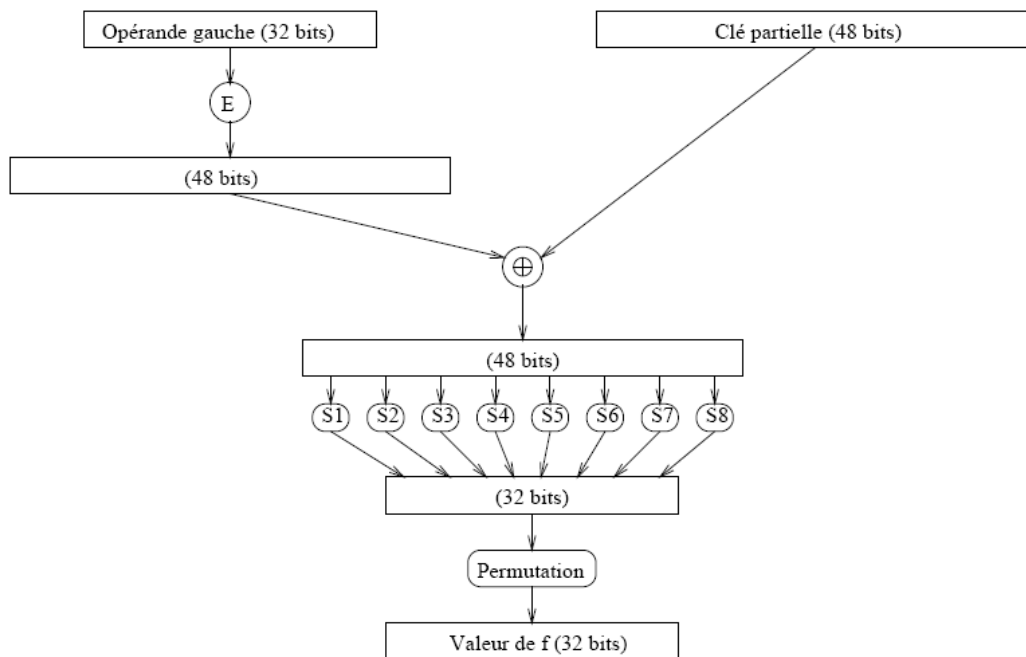 Opérande gauche (32 bits)
Clé partielle (48 bits)
E
(48 bits)
⊕
(48 bits)
S1 S2 S3 S4 S5 S6 S7 S8
(32 bits)
Permutation
Valeur de f (32 bits)